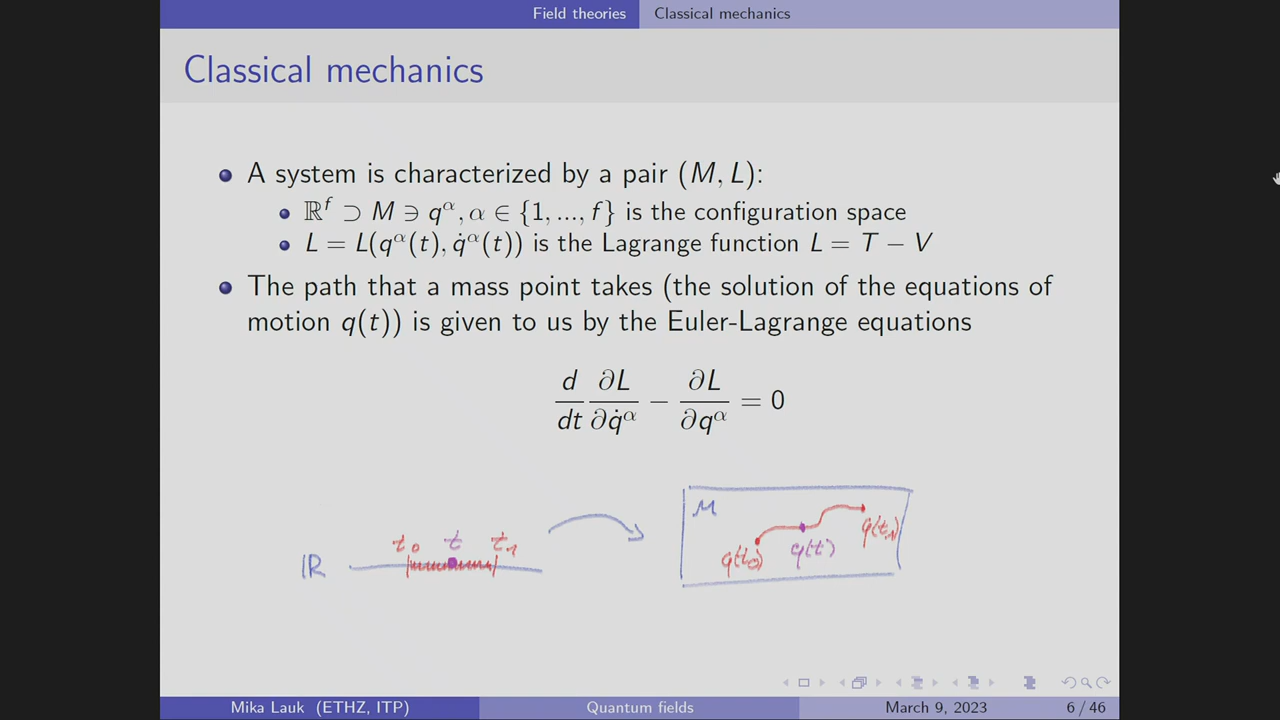 Field theories Classical mechanics
Classical mechanics
A system is characterized by a pair (M, L):
ℝ^f ⊃ M ∋ q^α, α ∈ {1, ..., f} is the configuration space
L = L(q^α(t), q̇^α(t)) is the Lagrange function L = T − V
The path that a mass point takes (the solution of the equations of
motion q(t)) is given to us by the Euler-Lagrange equations
d/dt ∂L/∂q̇^α − ∂L/∂q^α = 0
M
t₀ t t₁
q(t₀) q(t) q(t₁)
ℝ
Mika Lauk (ETHZ, ITP) Quantum fields March 9, 2023 6 / 46